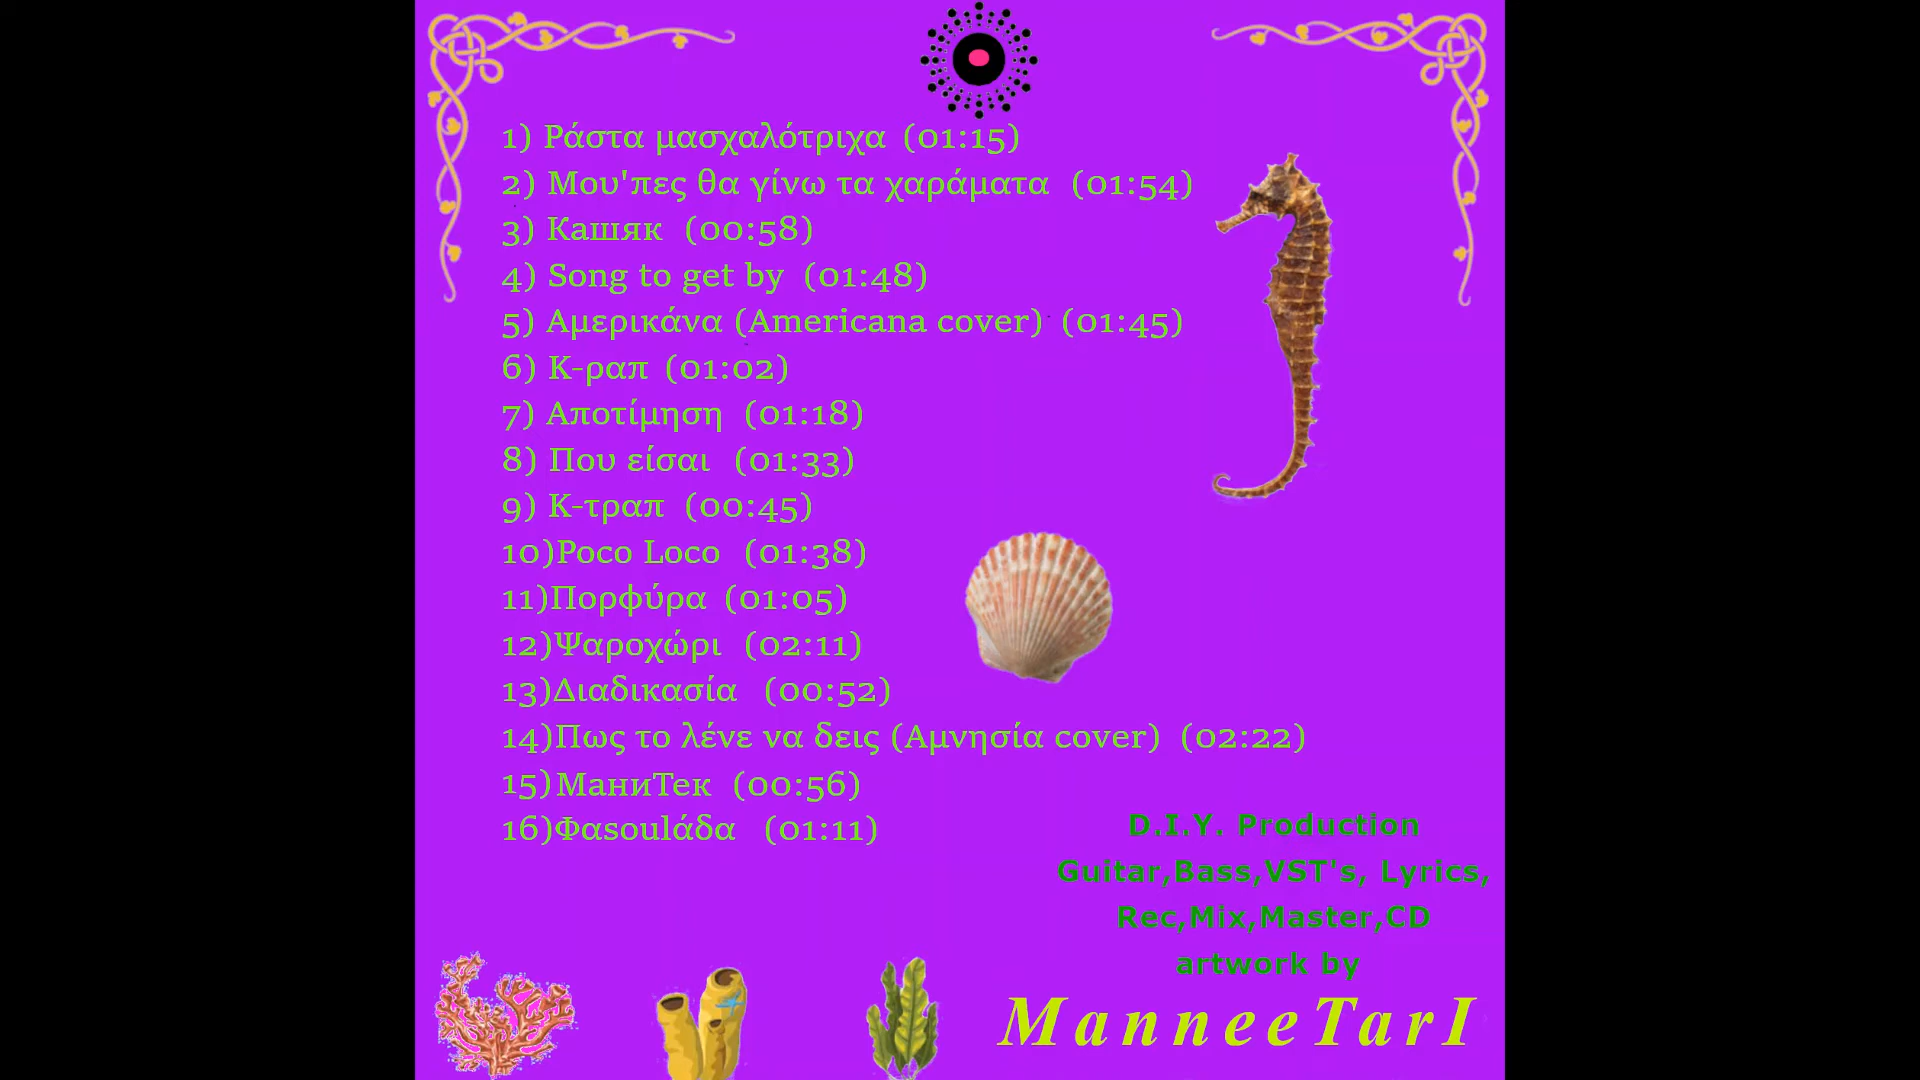 1) Ράστα μασχαλότριχα (01:15)
2) Μου'πες θα γίνω τα χαράματα (01:54)
3) Кашяк (00:58)
4) Song to get by (01:48)
5) Αμερικάνα (Americana cover) (01:45)
6) Κ-ραπ (01:02)
7) Αποτίμηση (01:18)
8) Που είσαι (01:33)
9) Κ-τραπ (00:45)
10)Poco Loco (01:38)
11)Πορφύρα (01:05)
12)Ψαροχώρι (02:11)
13)Διαδικασία (00:52)
14)Πως το λένε να δεις (Αμνησία cover) (02:22)
15)МаниТек (00:56)
16)Φαsoulάδα (01:11)
D.I.Y. Production
Guitar,Bass,VST's, Lyrics,
Rec,Mix,Master,CD
artwork by
ManneeTarI